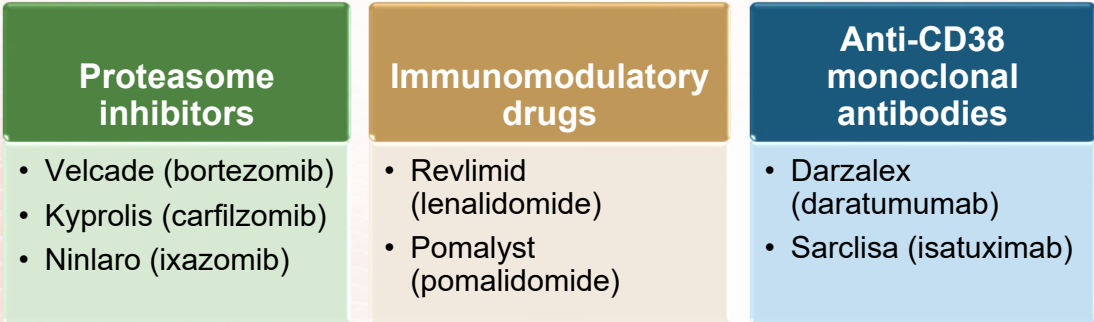 Proteasome
inhibitors
• Velcade (bortezomib)
• Kyprolis (carfilzomib)
• Ninlaro (ixazomib)
Immunomodulatory
drugs
• Revlimid
(lenalidomide)
• Pomalyst
(pomalidomide)
Anti-CD38
monoclonal
antibodies
• Darzalex
(daratumumab)
• Sarclisa (isatuximab)